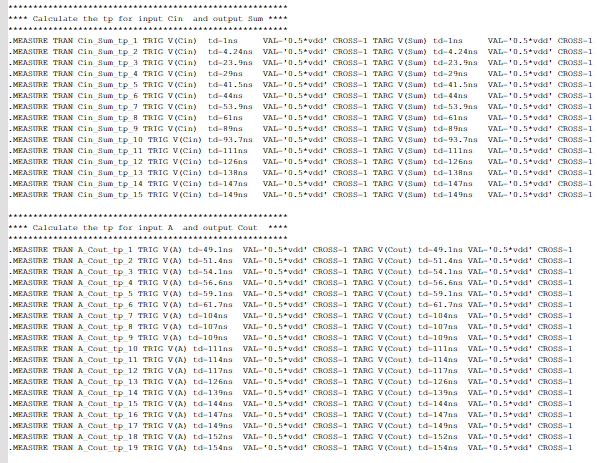 ********************************************************
**** Calculate the tp for input Cin  and output Sum ****
********************************************************
.MEASURE TRAN Cin_Sum_tp_1 TRIG V(Cin)  td=1ns     VAL='0.5*vdd' CROSS=1 TARG V(Sum) td=1ns     VAL='0.5*vdd' CROSS=1
.MEASURE TRAN Cin_Sum_tp_2 TRIG V(Cin)  td=4.24ns  VAL='0.5*vdd' CROSS=1 TARG V(Sum) td=4.24ns  VAL='0.5*vdd' CROSS=1
.MEASURE TRAN Cin_Sum_tp_3 TRIG V(Cin)  td=23.9ns  VAL='0.5*vdd' CROSS=1 TARG V(Sum) td=23.9ns  VAL='0.5*vdd' CROSS=1
.MEASURE TRAN Cin_Sum_tp_4 TRIG V(Cin)  td=29ns    VAL='0.5*vdd' CROSS=1 TARG V(Sum) td=29ns    VAL='0.5*vdd' CROSS=1
.MEASURE TRAN Cin_Sum_tp_5 TRIG V(Cin)  td=41.5ns  VAL='0.5*vdd' CROSS=1 TARG V(Sum) td=41.5ns  VAL='0.5*vdd' CROSS=1
.MEASURE TRAN Cin_Sum_tp_6 TRIG V(Cin)  td=44ns    VAL='0.5*vdd' CROSS=1 TARG V(Sum) td=44ns    VAL='0.5*vdd' CROSS=1
.MEASURE TRAN Cin_Sum_tp_7 TRIG V(Cin)  td=53.9ns  VAL='0.5*vdd' CROSS=1 TARG V(Sum) td=53.9ns  VAL='0.5*vdd' CROSS=1
.MEASURE TRAN Cin_Sum_tp_8 TRIG V(Cin)  td=61ns    VAL='0.5*vdd' CROSS=1 TARG V(Sum) td=61ns    VAL='0.5*vdd' CROSS=1
.MEASURE TRAN Cin_Sum_tp_9 TRIG V(Cin)  td=89ns    VAL='0.5*vdd' CROSS=1 TARG V(Sum) td=89ns    VAL='0.5*vdd' CROSS=1
.MEASURE TRAN Cin_Sum_tp_10 TRIG V(Cin) td=93.7ns  VAL='0.5*vdd' CROSS=1 TARG V(Sum) td=93.7ns  VAL='0.5*vdd' CROSS=1
.MEASURE TRAN Cin_Sum_tp_11 TRIG V(Cin) td=111ns   VAL='0.5*vdd' CROSS=1 TARG V(Sum) td=111ns   VAL='0.5*vdd' CROSS=1
.MEASURE TRAN Cin_Sum_tp_12 TRIG V(Cin) td=126ns   VAL='0.5*vdd' CROSS=1 TARG V(Sum) td=126ns   VAL='0.5*vdd' CROSS=1
.MEASURE TRAN Cin_Sum_tp_13 TRIG V(Cin) td=138ns   VAL='0.5*vdd' CROSS=1 TARG V(Sum) td=138ns   VAL='0.5*vdd' CROSS=1
.MEASURE TRAN Cin_Sum_tp_14 TRIG V(Cin) td=147ns   VAL='0.5*vdd' CROSS=1 TARG V(Sum) td=147ns   VAL='0.5*vdd' CROSS=1
.MEASURE TRAN Cin_Sum_tp_15 TRIG V(Cin) td=149ns   VAL='0.5*vdd' CROSS=1 TARG V(Sum) td=149ns   VAL='0.5*vdd' CROSS=1
********************************************************
**** Calculate the tp for input A  and output Cout  ****
********************************************************
.MEASURE TRAN A_Cout_tp_1 TRIG V(A) td=49.1ns  VAL='0.5*vdd' CROSS=1 TARG V(Cout) td=49.1ns VAL='0.5*vdd' CROSS=1
.MEASURE TRAN A_Cout_tp_2 TRIG V(A) td=51.4ns  VAL='0.5*vdd' CROSS=1 TARG V(Cout) td=51.4ns VAL='0.5*vdd' CROSS=1
.MEASURE TRAN A_Cout_tp_3 TRIG V(A) td=54.1ns  VAL='0.5*vdd' CROSS=1 TARG V(Cout) td=54.1ns VAL='0.5*vdd' CROSS=1
.MEASURE TRAN A_Cout_tp_4 TRIG V(A) td=56.6ns  VAL='0.5*vdd' CROSS=1 TARG V(Cout) td=56.6ns VAL='0.5*vdd' CROSS=1
.MEASURE TRAN A_Cout_tp_5 TRIG V(A) td=59.1ns  VAL='0.5*vdd' CROSS=1 TARG V(Cout) td=59.1ns VAL='0.5*vdd' CROSS=1
.MEASURE TRAN A_Cout_tp_6 TRIG V(A) td=61.7ns  VAL='0.5*vdd' CROSS=1 TARG V(Cout) td=61.7ns VAL='0.5*vdd' CROSS=1
.MEASURE TRAN A_Cout_tp_7 TRIG V(A) td=104ns   VAL='0.5*vdd' CROSS=1 TARG V(Cout) td=104ns  VAL='0.5*vdd' CROSS=1
.MEASURE TRAN A_Cout_tp_8 TRIG V(A) td=107ns   VAL='0.5*vdd' CROSS=1 TARG V(Cout) td=107ns  VAL='0.5*vdd' CROSS=1
.MEASURE TRAN A_Cout_tp_9 TRIG V(A) td=109ns   VAL='0.5*vdd' CROSS=1 TARG V(Cout) td=109ns  VAL='0.5*vdd' CROSS=1
.MEASURE TRAN A_Cout_tp_10 TRIG V(A) td=111ns  VAL='0.5*vdd' CROSS=1 TARG V(Cout) td=111ns  VAL='0.5*vdd' CROSS=1
.MEASURE TRAN A_Cout_tp_11 TRIG V(A) td=114ns  VAL='0.5*vdd' CROSS=1 TARG V(Cout) td=114ns  VAL='0.5*vdd' CROSS=1
.MEASURE TRAN A_Cout_tp_12 TRIG V(A) td=117ns  VAL='0.5*vdd' CROSS=1 TARG V(Cout) td=117ns  VAL='0.5*vdd' CROSS=1
.MEASURE TRAN A_Cout_tp_13 TRIG V(A) td=126ns  VAL='0.5*vdd' CROSS=1 TARG V(Cout) td=126ns  VAL='0.5*vdd' CROSS=1
.MEASURE TRAN A_Cout_tp_14 TRIG V(A) td=139ns  VAL='0.5*vdd' CROSS=1 TARG V(Cout) td=139ns  VAL='0.5*vdd' CROSS=1
.MEASURE TRAN A_Cout_tp_15 TRIG V(A) td=144ns  VAL='0.5*vdd' CROSS=1 TARG V(Cout) td=144ns  VAL='0.5*vdd' CROSS=1
.MEASURE TRAN A_Cout_tp_16 TRIG V(A) td=147ns  VAL='0.5*vdd' CROSS=1 TARG V(Cout) td=147ns  VAL='0.5*vdd' CROSS=1
.MEASURE TRAN A_Cout_tp_17 TRIG V(A) td=149ns  VAL='0.5*vdd' CROSS=1 TARG V(Cout) td=149ns  VAL='0.5*vdd' CROSS=1
.MEASURE TRAN A_Cout_tp_18 TRIG V(A) td=152ns  VAL='0.5*vdd' CROSS=1 TARG V(Cout) td=152ns  VAL='0.5*vdd' CROSS=1
.MEASURE TRAN A_Cout_tp_19 TRIG V(A) td=154ns  VAL='0.5*vdd' CROSS=1 TARG V(Cout) td=154ns  VAL='0.5*vdd' CROSS=1